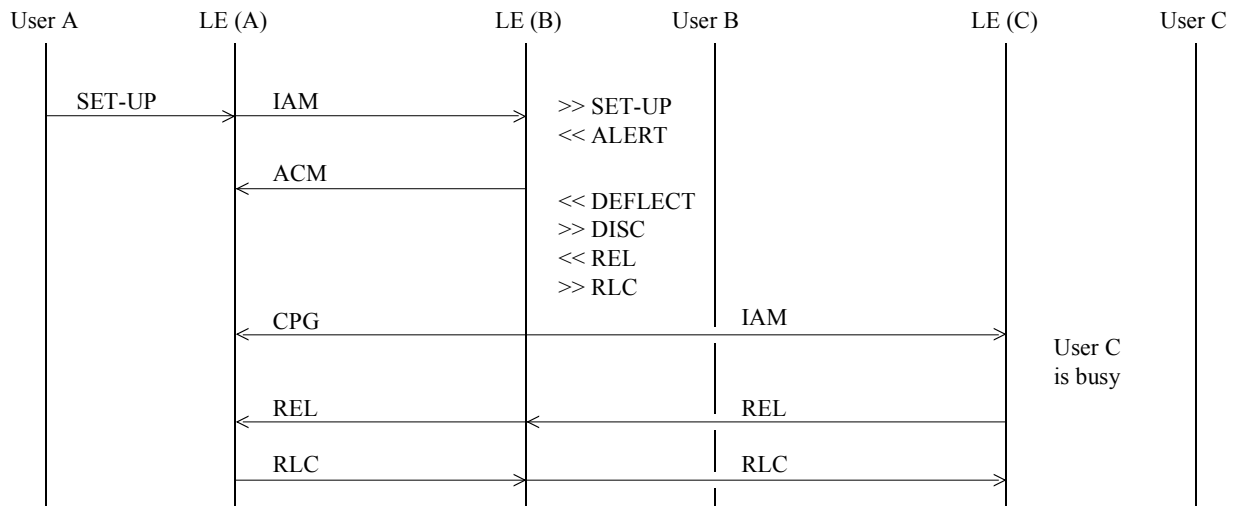 User A LE (A) LE (B) User B LE (C) User C
SET-UP IAM >> SET-UP
<< ALERT
ACM
<< DEFLECT
>> DISC
<< REL
>> RLC
CPG IAM
User C
is busy
REL REL
RLC RLC